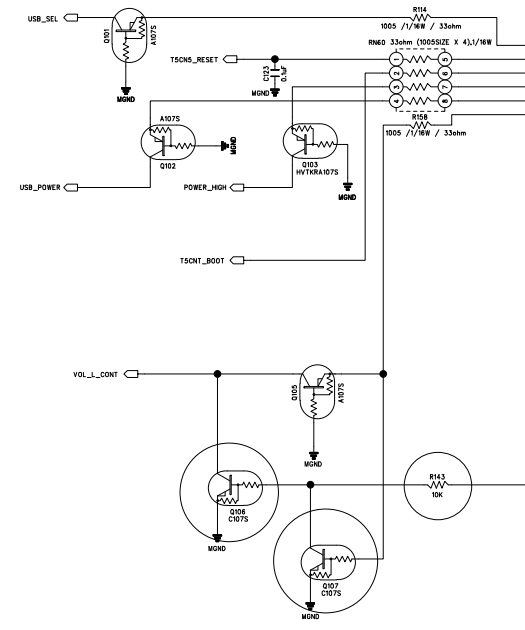 USB_SEL
Q101
A107S
MGND
R114
1005 /1/16W / 33ohm
RN60 33ohm (1005SIZE X 4),1/16W
T5CN5_RESET
C123
0.1uF
MGND
1
5
2
6
3
7
4
8
R158
1005 /1/16W / 33ohm
A107S
Q102
MGND
Q103
HVTKRA107S
USB_POWER
POWER_HIGH
MGND
T5CNT_BOOT
VOL_L_CONT
Q105
A107S
MGND
R143
10K
Q106
C107S
MGND
Q107
C107S
MGND